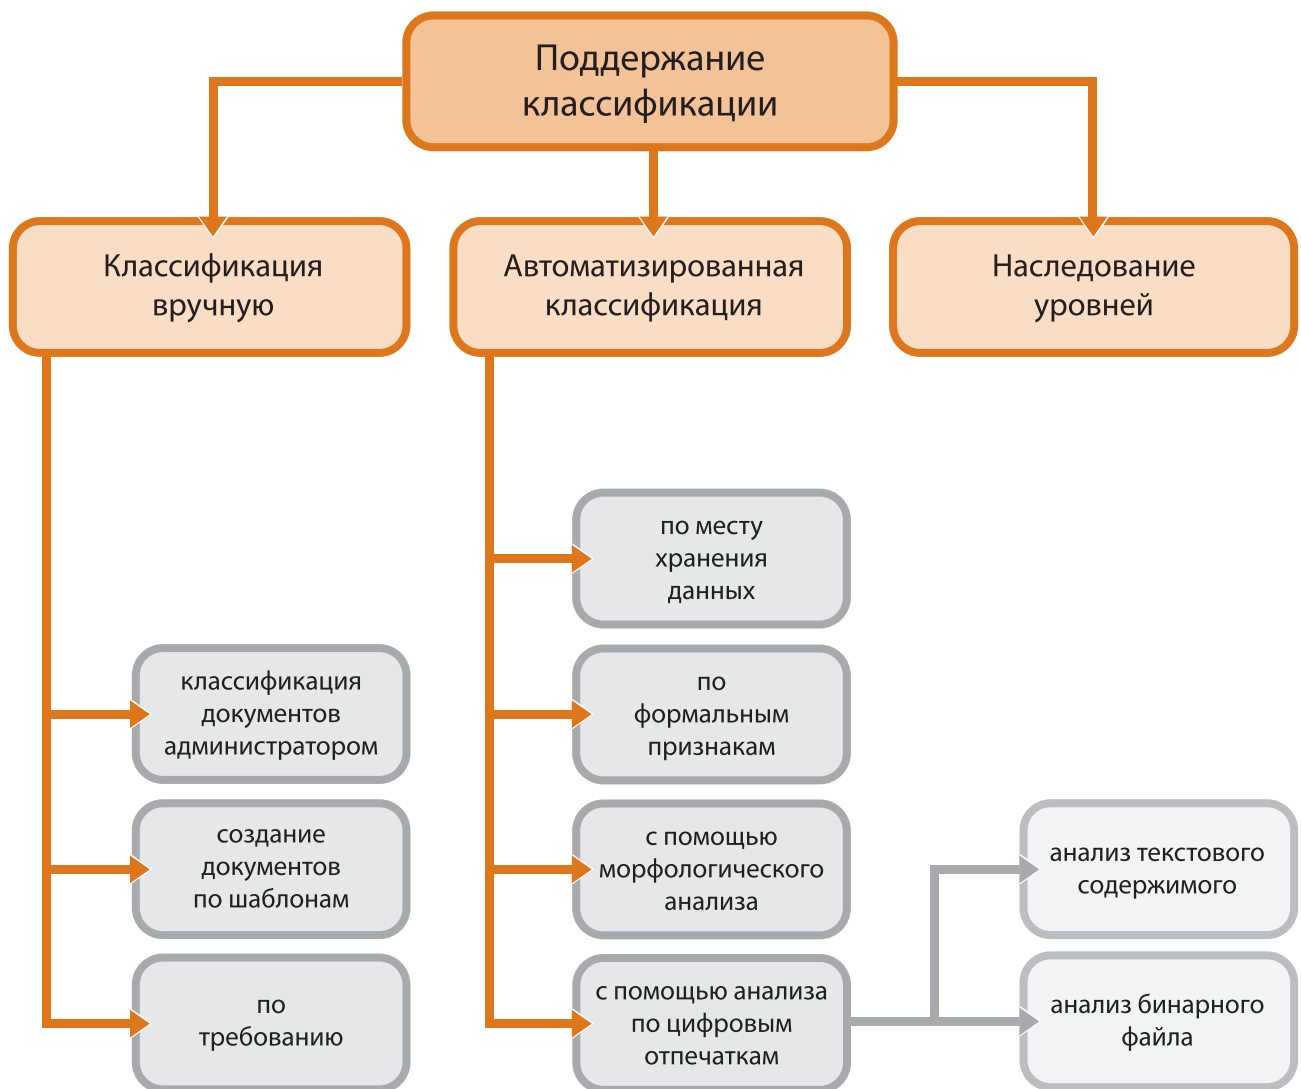 Поддержание
классификации
Классификация
вручную
Автоматизированная
классификация
Наследование
уровней
классификация
документов
администратором
создание
документов
по шаблонам
по
требованию
по месту
хранения
данных
по
формальным
признакам
с помощью
морфологического
анализа
с помощью анализа
по цифровым
отпечаткам
анализ текстового
содержимого
анализ бинарного
файла